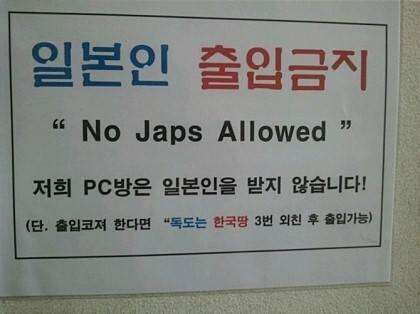 일본인 출입금지
“ No Japs Allowed ”
저희 PC방은 일본인을 받지 않습니다!
(단. 출입코져 한다면 “독도는 한국땅 3번 외친 후 출입가능)